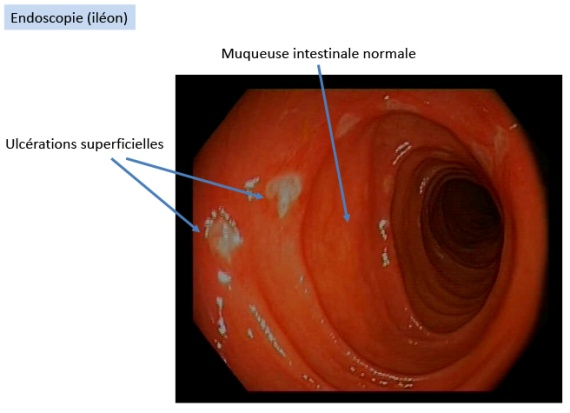 Endoscopie (iléon)
Muqueuse intestinale normale
Ulcérations superficielles